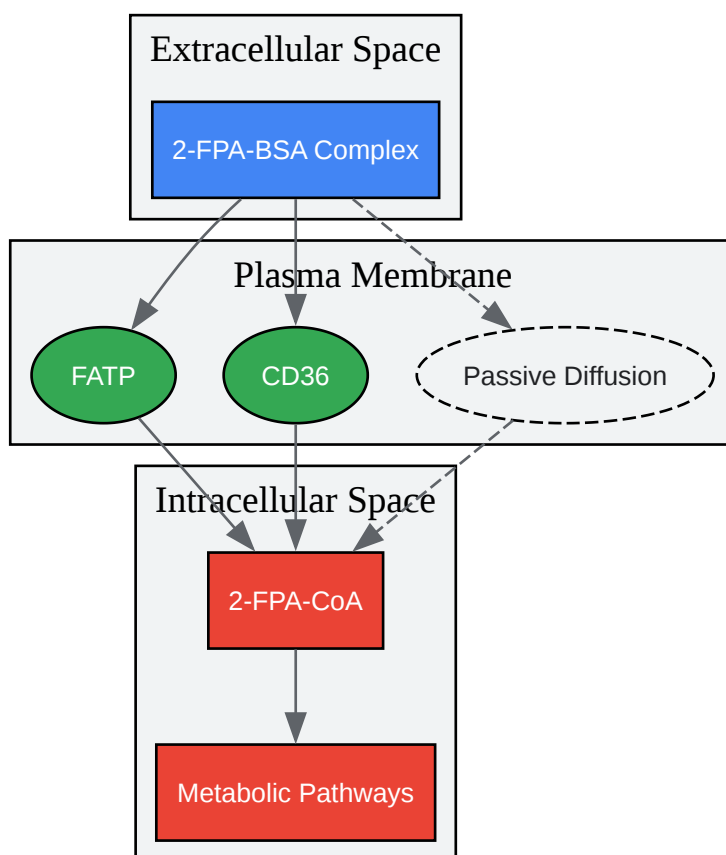 Extracellular Space
2-FPA-BSA Complex
Plasma Membrane
FATP
CD36
Passive Diffusion
Intracellular Space
2-FPA-CoA
Metabolic Pathways